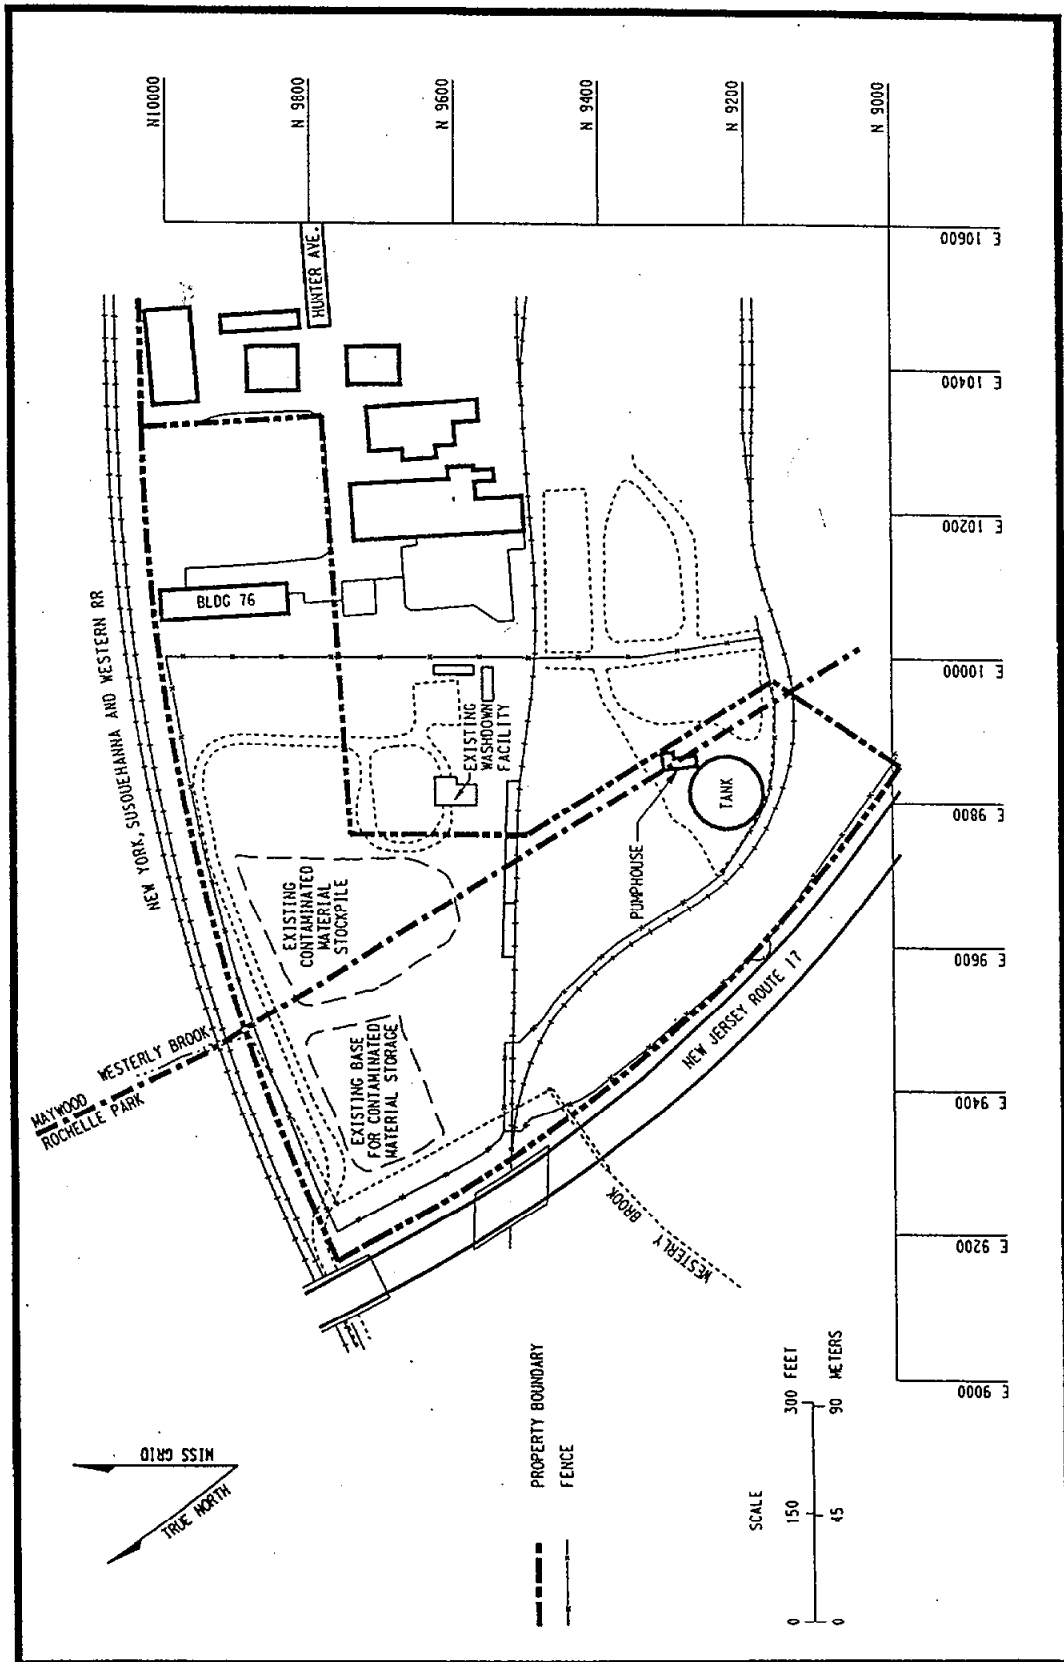 N10000
N 9800
N 9600
N 9400
N 9200
N 9000
E 10600
E 10400
E 10200
E 10000
E 9800
E 9600
E 9400
E 9200
E 9000
HUNTER AVE.
NEW YORK, SUSQUEHANNA AND WESTERN RR
BLDG 76
EXISTING
WASHDOWN
FACILITY
EXISTING
CONTAMINATED
MATERIAL
STOCKPILE
PUMPHOUSE
TANK
MAYWOOD
ROCHELLE PARK
WESTERLY BROOK
EXISTING BASE
FOR CONTAMINATED
MATERIAL STORAGE
NEW JERSEY ROUTE 17
WESTERLY
BROOK
MISS GRID
TRUE NORTH
PROPERTY BOUNDARY
FENCE
SCALE
0 150 300 FEET
0 45 90 METERS